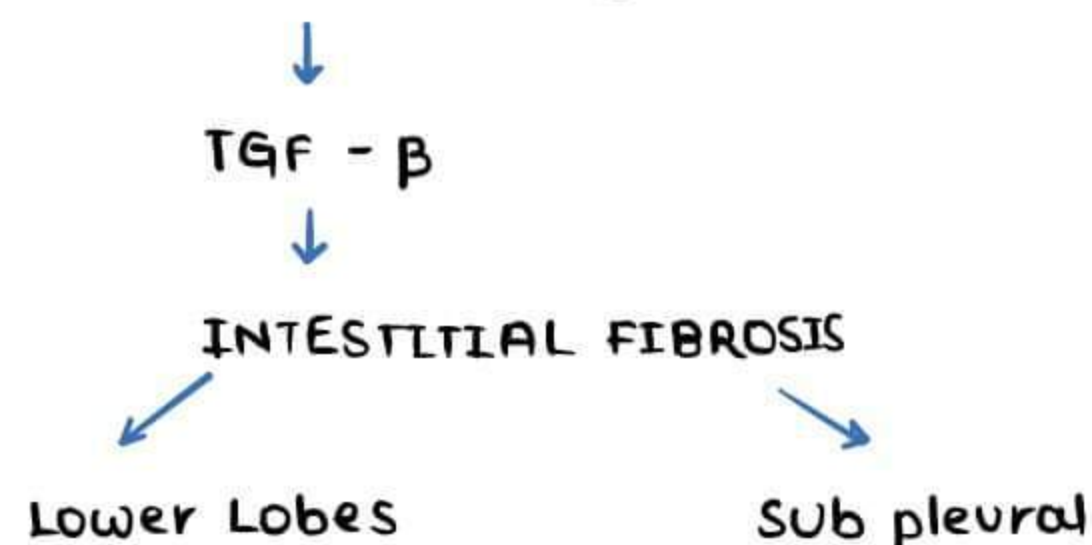 TGF - β
INTESTITIAL FIBROSIS
Lower Lobes
Sub pleural